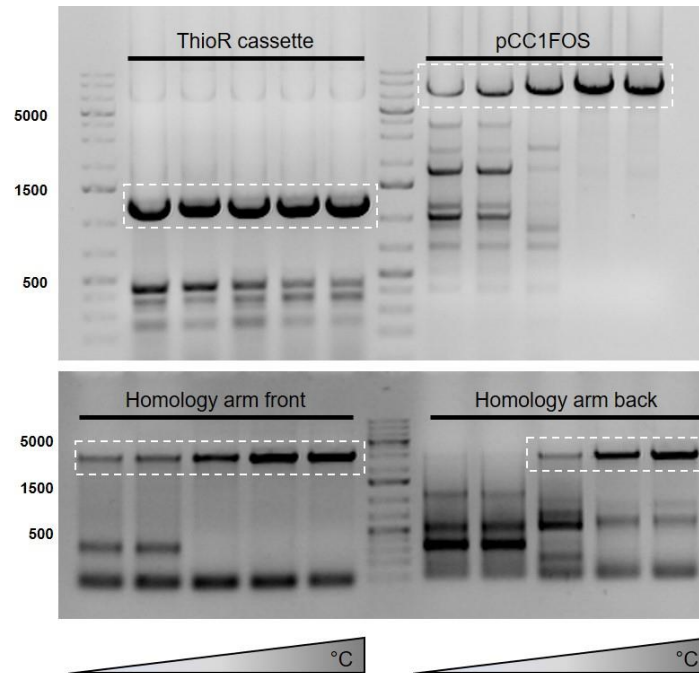 ThioR cassette
pCC1FOS
5000
1500
500
Homology arm front
Homology arm back
5000
1500
500
°C
°C